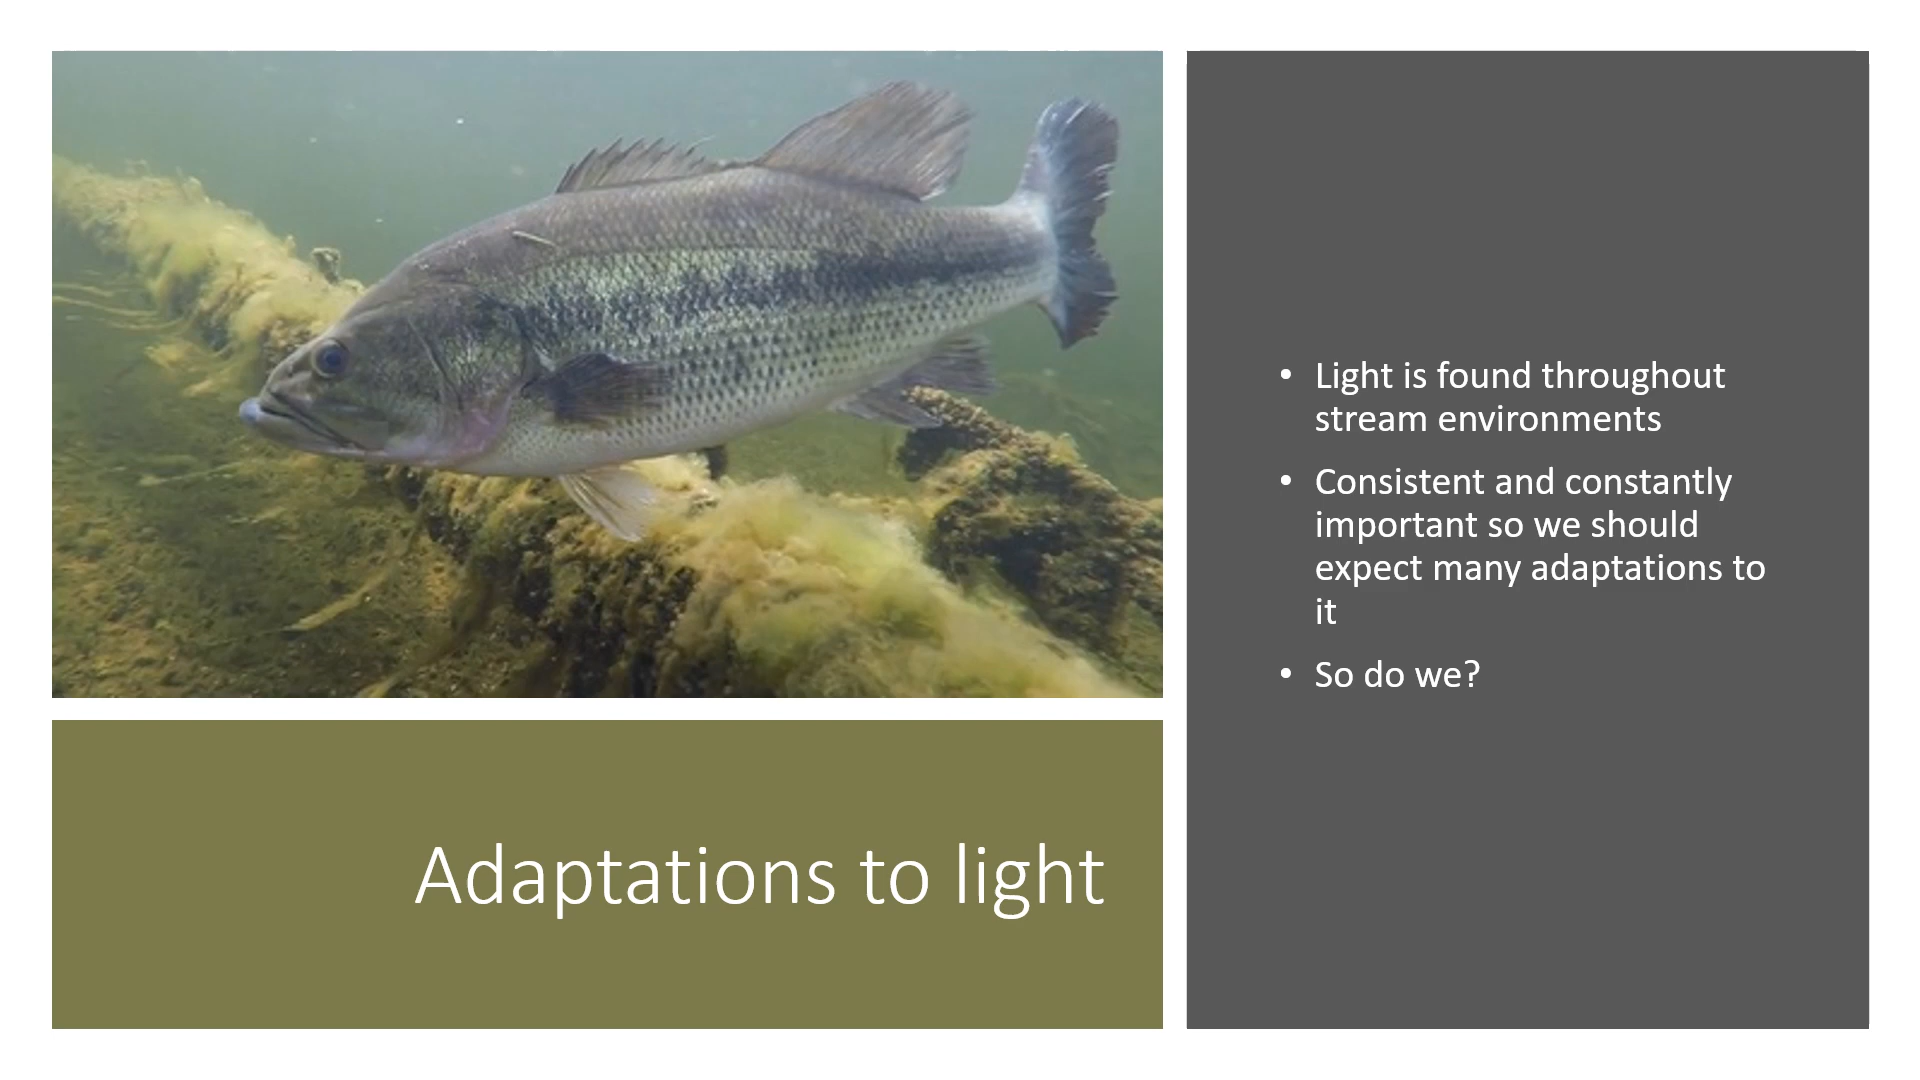 Adaptations to light
• Light is found throughout
stream environments
• Consistent and constantly
important so we should
expect many adaptations to
it
• So do we?